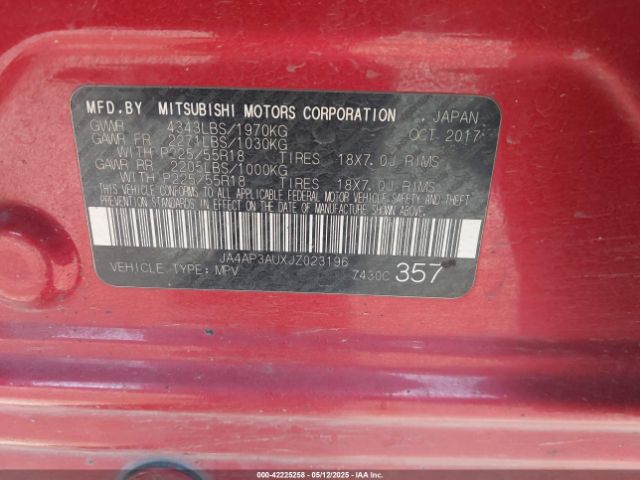 MFD.BY MITSUBISHI MOTORS CORPORATION JAPAN
GVWR 4343LBS/1970KG OCT 2017
GAWR FR 2271LBS/1030KG
WITH P225/55R18 TIRES 18X7.0J RIMS
GAWR RR 2205LBS/1000KG
WITH P225/55R18 TIRES 18X7.0J RIMS
THIS VEHICLE CONFORMS TO ALL APPLICABLE FEDERAL MOTOR VEHICLE SAFETY AND THEFT
PREVENTION STANDARDS IN EFFECT ON THE DATE OF MANUFACTURE SHOWN ABOVE.
JA4AP3AUXJZ023196
VEHICLE TYPE: MPV Z430C 357
000-42225258 - 05/12/2025 - COPYRIGHT IAA, LLC.